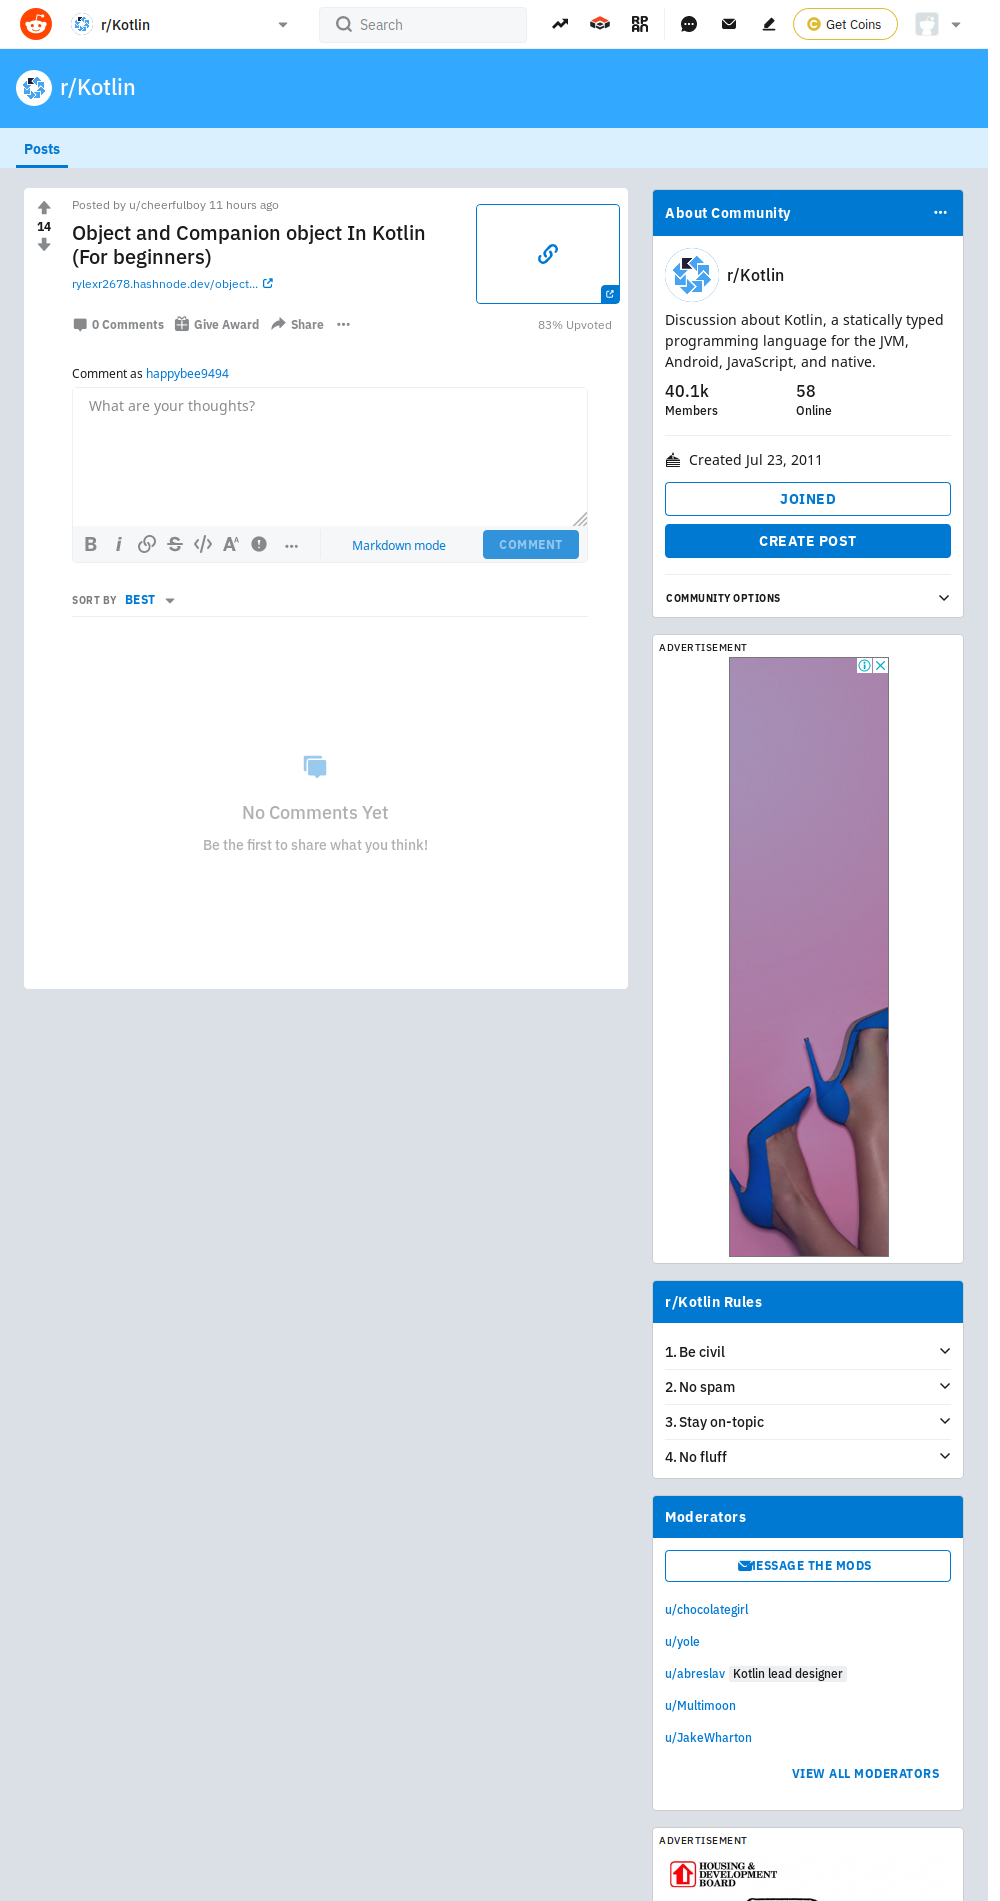 r/Kotlin
Search
Get Coins
r/Kotlin
Posts
14
Posted by u/cheerfulboy 11 hours ago
Object and Companion object In Kotlin
(For beginners)
rylexr2678.hashnode.dev/object...
0 Comments Give Award Share 83% Upvoted
Comment as happybee9494
What are your thoughts?
Markdown mode
COMMENT
SORT BY BEST
No Comments Yet
Be the first to share what you think!
About Community
r/Kotlin
Discussion about Kotlin, a statically typed
programming language for the JVM,
Android, JavaScript, and native.
40.1k 58
Members Online
Created Jul 23, 2011
JOINED
CREATE POST
COMMUNITY OPTIONS
ADVERTISEMENT
r/Kotlin Rules
1. Be civil
2. No spam
3. Stay on-topic
4. No fluff
Moderators
MESSAGE THE MODS
u/chocolategirl
u/yole
u/abreslav Kotlin lead designer
u/Multimoon
u/JakeWharton
VIEW ALL MODERATORS
ADVERTISEMENT
HOUSING &
DEVELOPMENT
BOARD